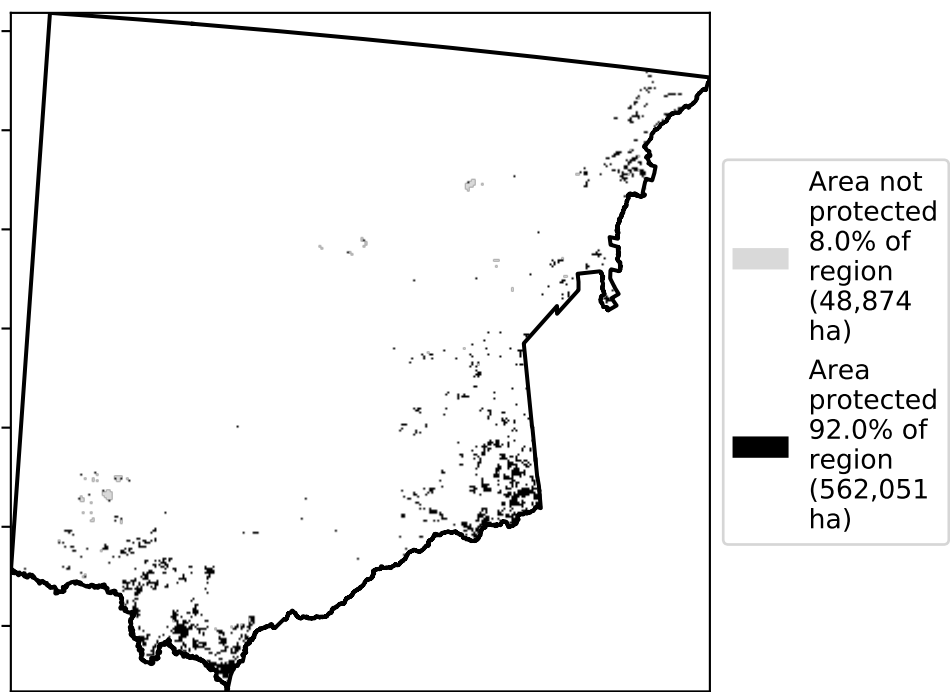 Area not
protected
8.0% of
region
(48,874
ha)
Area
protected
92.0% of
region
(562,051
ha)